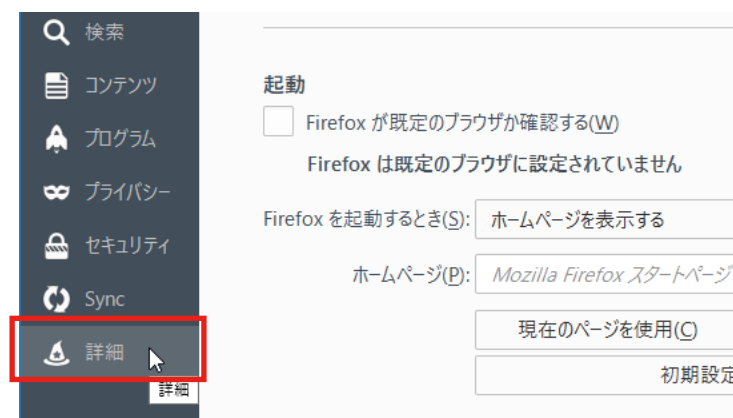 検索
コンテンツ
プログラム
プライバシー
セキュリティ
Sync
詳細
詳細
起動
Firefox が既定のブラウザか確認する(W)
Firefox は既定のブラウザに設定されていません
Firefox を起動するとき(S): ホームページを表示する
ホームページ(P): Mozilla Firefox スタートページ
現在のページを使用(C)
初期設定